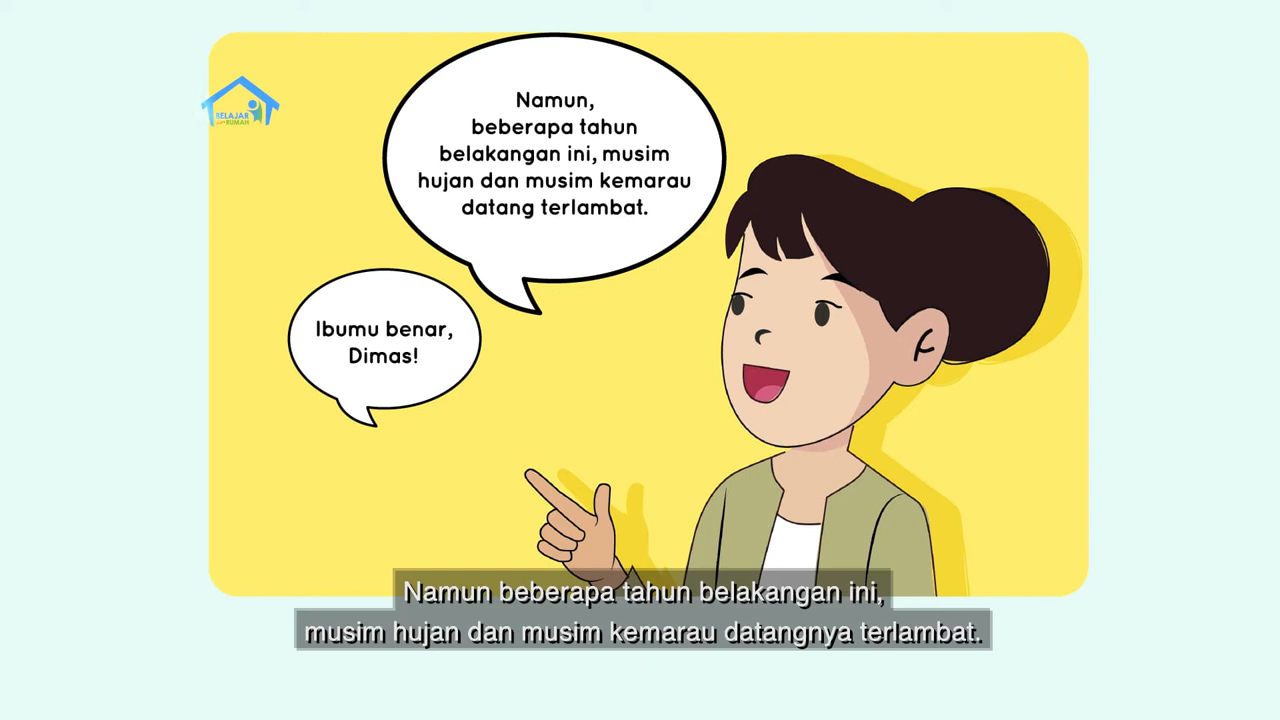 BELAJAR
RUMAH
Ibumu benar,
Dimas!
Namun,
beberapa tahun
belakangan ini, musim
hujan dan musim kemarau
datang terlambat.
Namun beberapa tahun belakangan ini,
musim hujan dan musim kemarau datangnya terlambat.